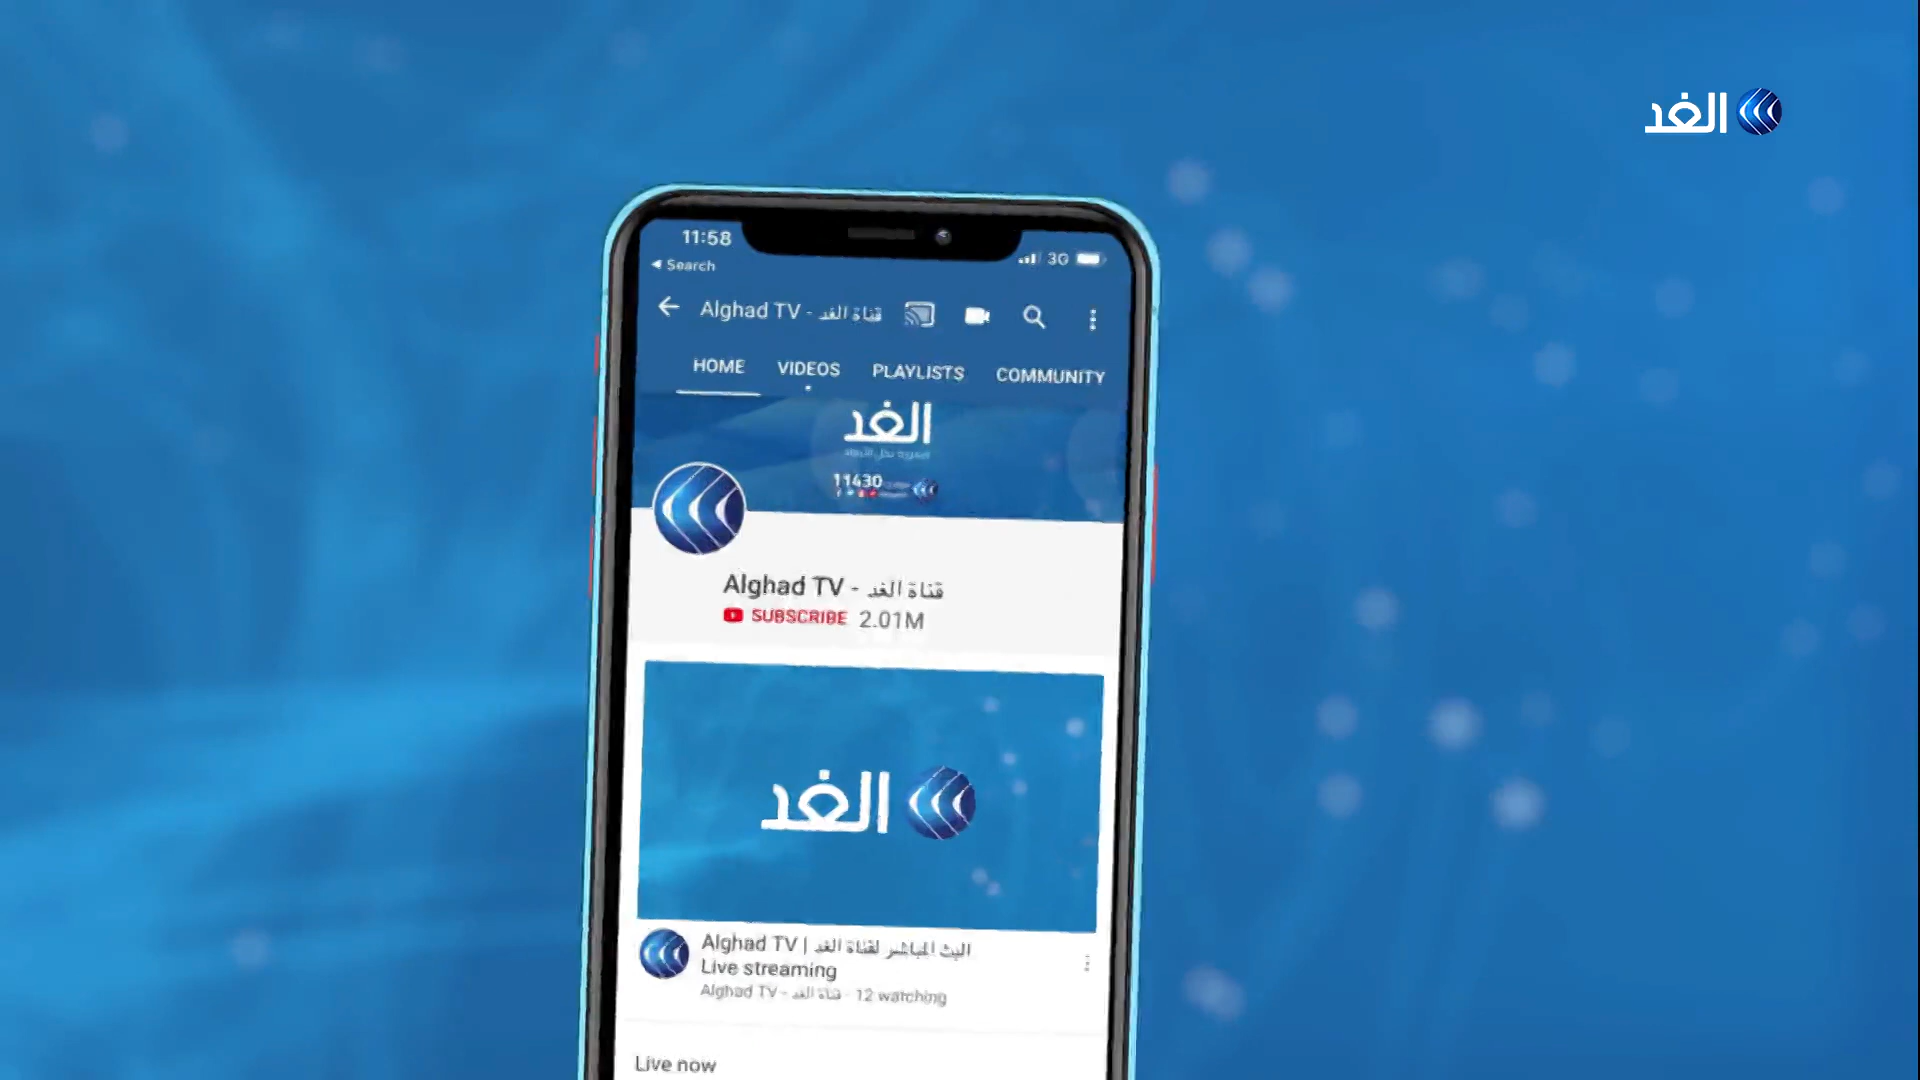 الغد
11:58
3G
Search
Alghad TV - قناة الغد
HOME VIDEOS PLAYLISTS COMMUNITY
الغد
11430
Alghad TV - قناة الغد
SUBSCRIBE 2.01M
الغد
Alghad TV | البث المباشر لقناة الغد
Live streaming
Alghad TV - قناة الغد · 12 watching
Live now